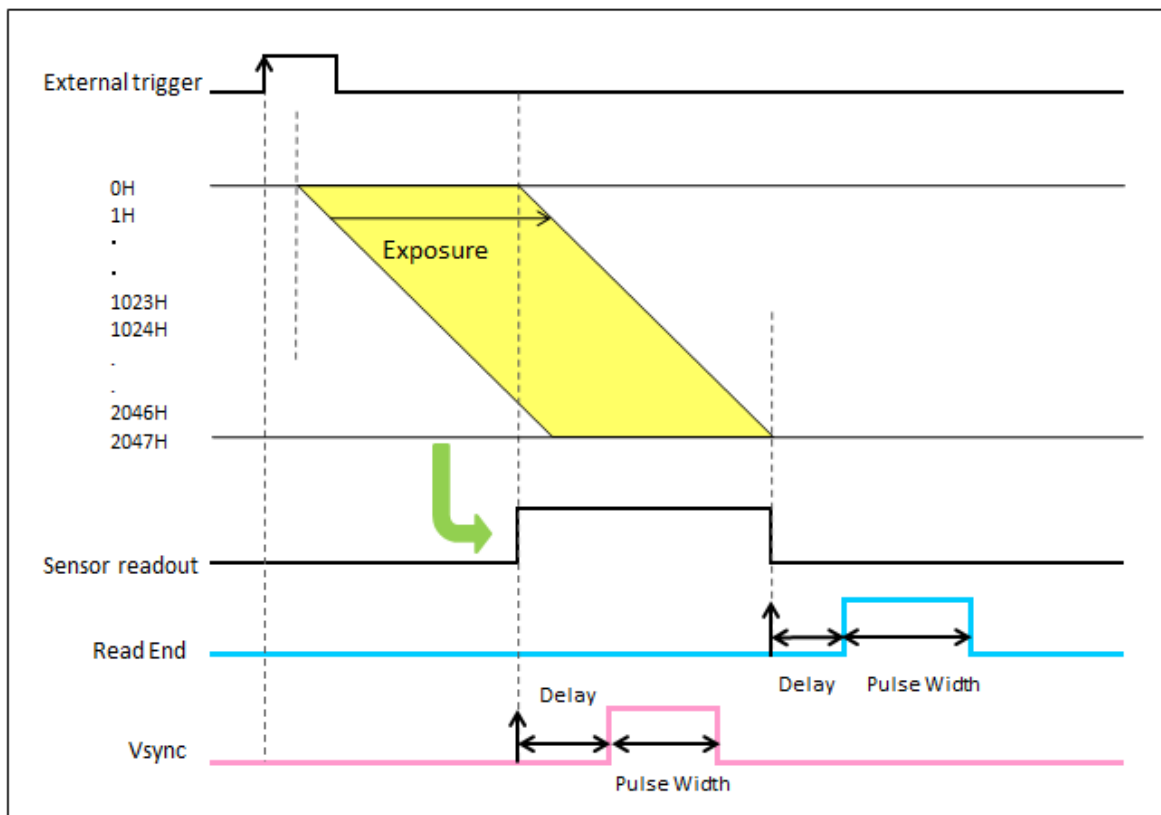 External trigger
0H
1H
.
.
1023H
1024H
.
.
2046H
2047H
Exposure
Sensor readout
Read End
Delay
Pulse Width
Delay
Vsync
Pulse Width